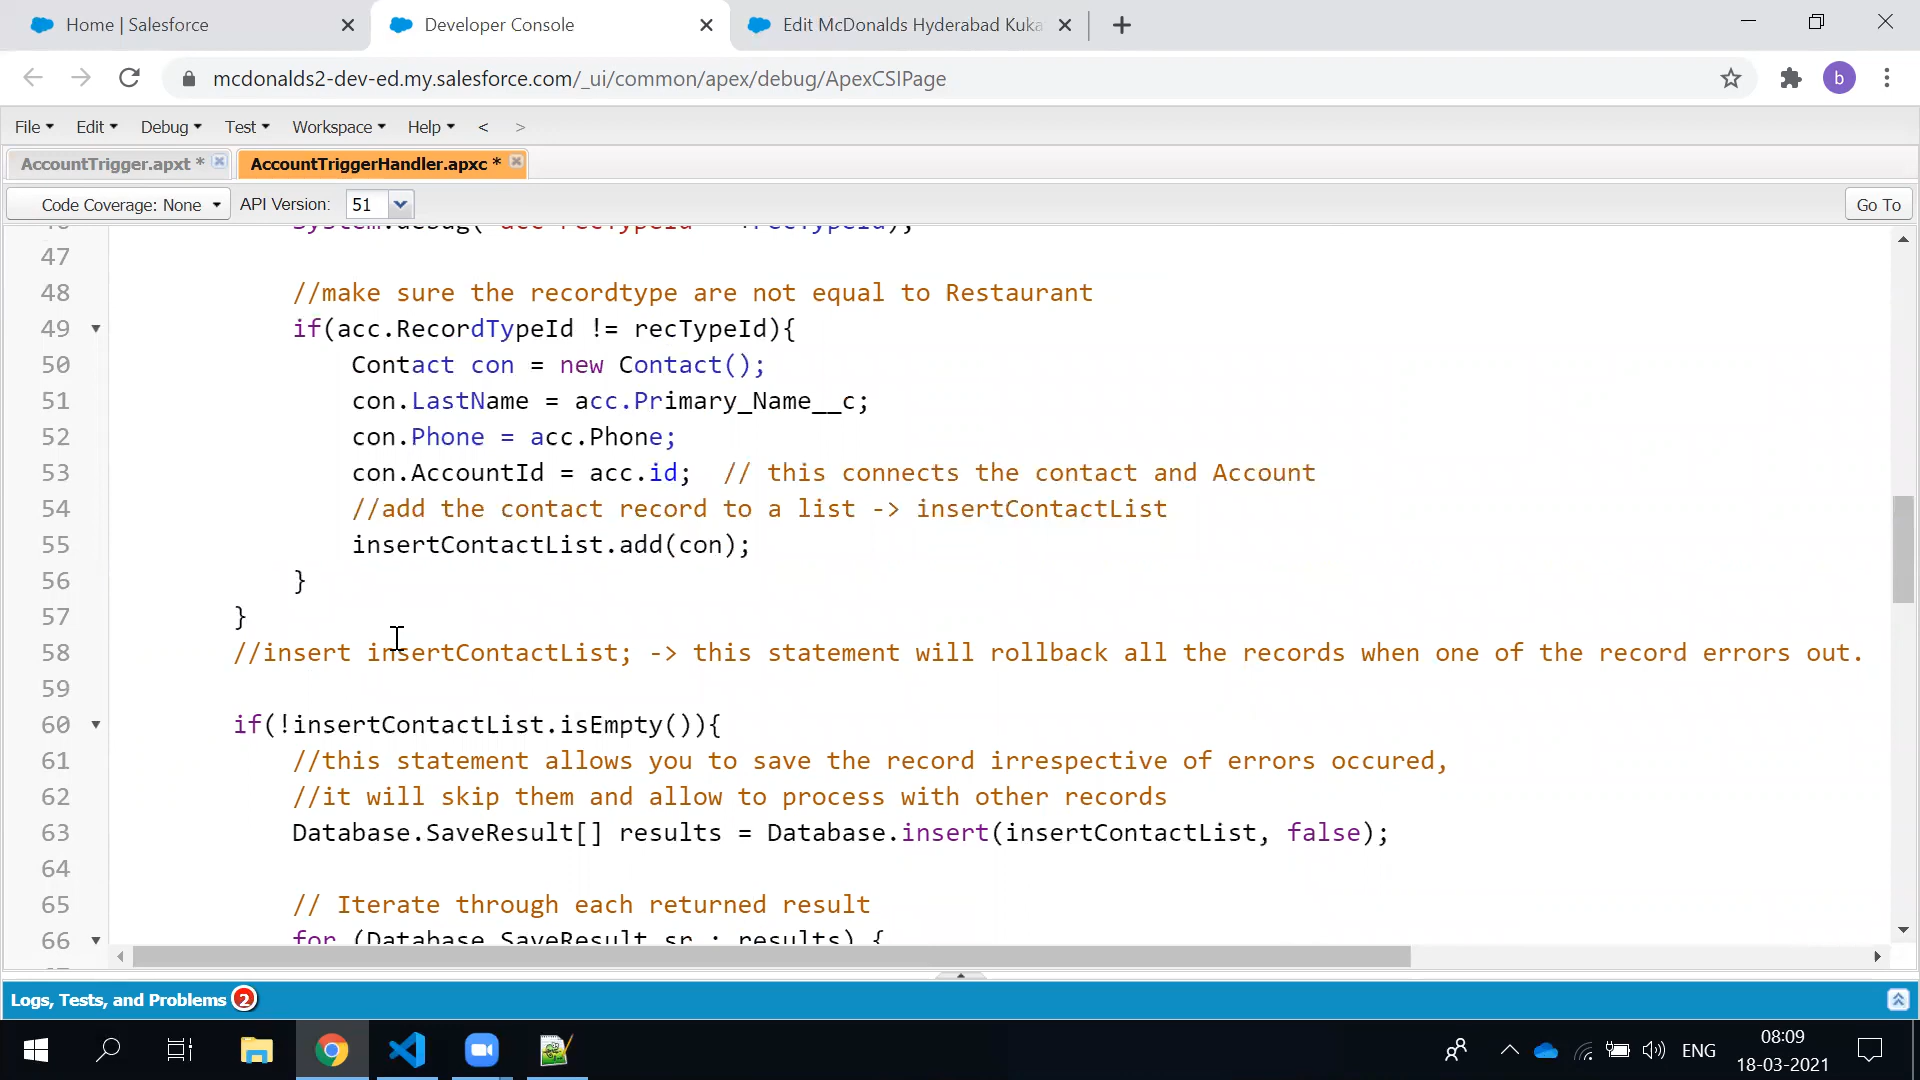 Home | Salesforce
Developer Console
Edit McDonalds Hyderabad Kuka
mcdonalds2-dev-ed.my.salesforce.com/_ui/common/apex/debug/ApexCSIPage
b
File Edit Debug Test Workspace Help < >
AccountTrigger.apxt *
AccountTriggerHandler.apxc *
Code Coverage: None API Version: 51 Go To
47
48 //make sure the recordtype are not equal to Restaurant
49 if(acc.RecordTypeId != recTypeId){
50 Contact con = new Contact();
51 con.LastName = acc.Primary_Name__c;
52 con.Phone = acc.Phone;
53 con.AccountId = acc.id; // this connects the contact and Account
54 //add the contact record to a list -> insertContactList
55 insertContactList.add(con);
56 }
57 }
58 //insert insertContactList; -> this statement will rollback all the records when one of the record errors out.
59
60 if(!insertContactList.isEmpty()){
61 //this statement allows you to save the record irrespective of errors occured,
62 //it will skip them and allow to process with other records
63 Database.SaveResult[] results = Database.insert(insertContactList, false);
64
65 // Iterate through each returned result
66 for (Database.SaveResult sr : results) {
Logs, Tests, and Problems 2
ENG
08:09
18-03-2021